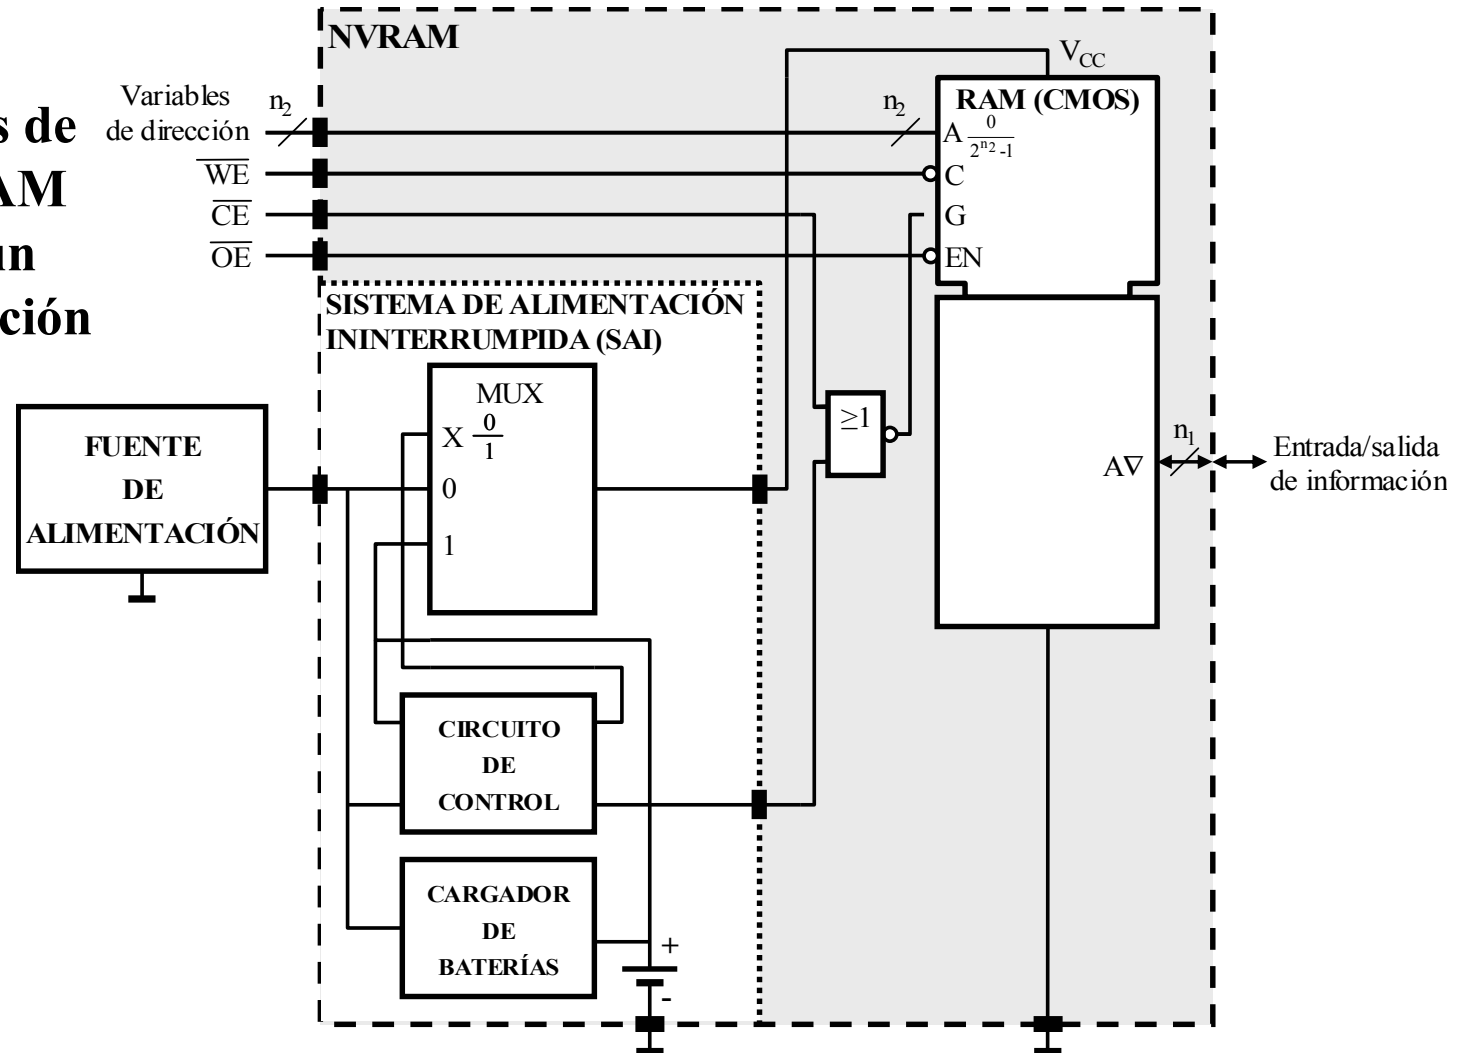 s de
AM
un
ción
NVRAM
Variables
de dirección
n2
WE
CE
OE
n2
VCC
RAM (CMOS)
A 0
2^n2 -1
C
G
EN
SISTEMA DE ALIMENTACIÓN
ININTERRUMPIDA (SAI)
MUX
X 0
1
0
1
FUENTE
DE
ALIMENTACIÓN
≥1
A∇
n1
Entrada/salida
de información
CIRCUITO
DE
CONTROL
CARGADOR
DE
BATERÍAS
+
-